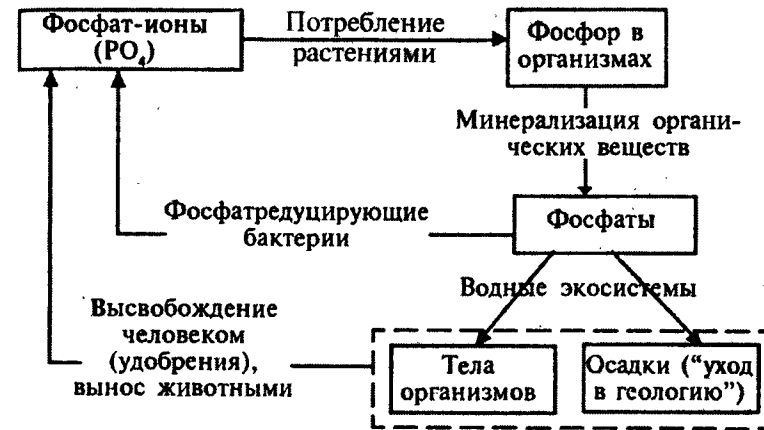 Фосфат-ионы
(PO₄)
Потребление
растениями
Фосфор в
организмах
Минерализация органи-
ческих веществ
Фосфатредуцирующие
бактерии
Фосфаты
Водные экосистемы
Высвобождение
человеком
(удобрения),
вынос животными
Тела
организмов
Осадки (“уход
в геологию”)